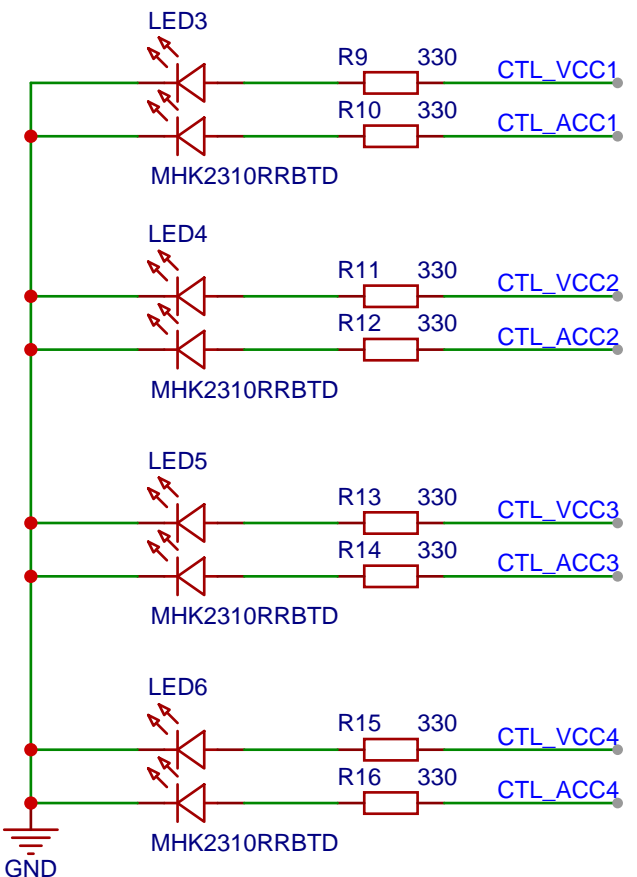 LED3
R9 330 CTL_VCC1
R10 330 CTL_ACC1
MHK2310RRBTD
LED4
R11 330 CTL_VCC2
R12 330 CTL_ACC2
MHK2310RRBTD
LED5
R13 330 CTL_VCC3
R14 330 CTL_ACC3
MHK2310RRBTD
LED6
R15 330 CTL_VCC4
R16 330 CTL_ACC4
MHK2310RRBTD
GND